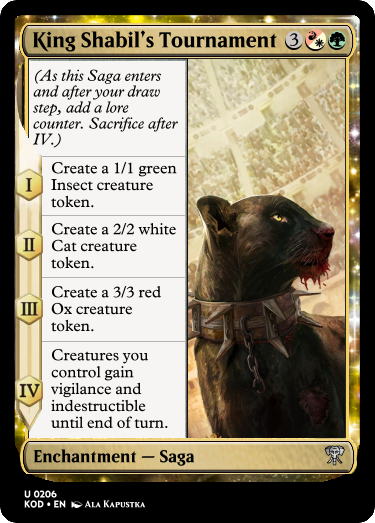 King Shabil's Tournament 3
(As this Saga enters
and after your draw
step, add a lore
counter. Sacrifice after
IV.)
I
Create a 1/1 green
Insect creature
token.
II
Create a 2/2 white
Cat creature
token.
III
Create a 3/3 red
Ox creature
token.
IV
Creatures you
control gain
vigilance and
indestructible
until end of turn.
Enchantment — Saga
U 0206
KOD • EN Ala Kapustka